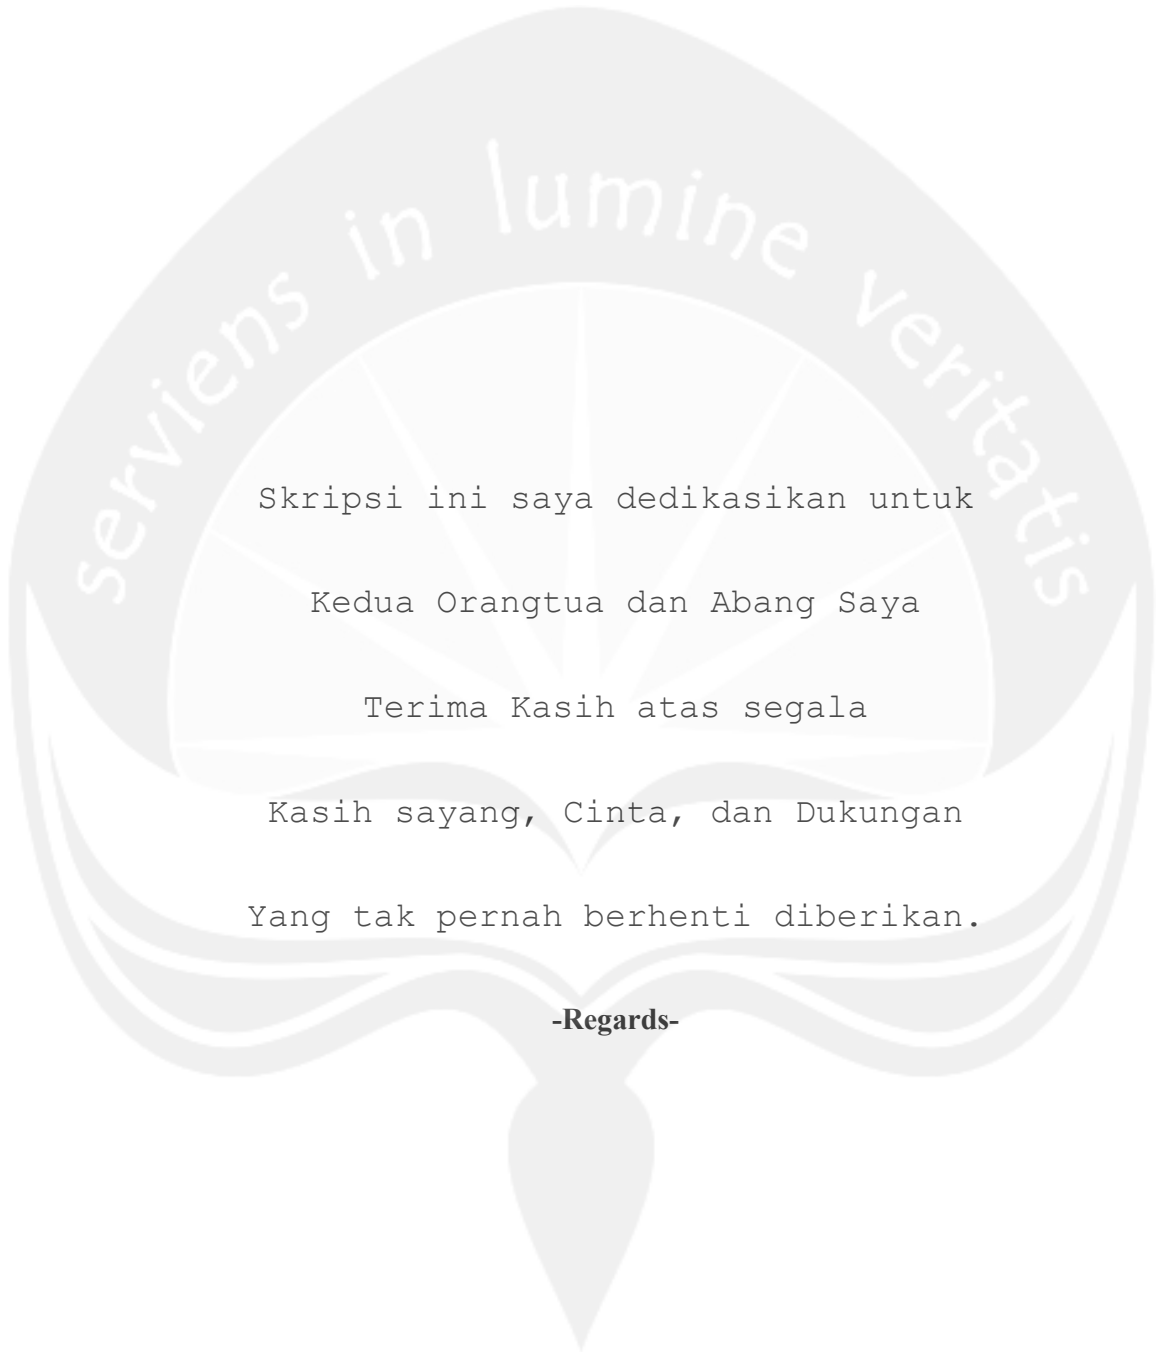 serviens in lumine veritatis
Skripsi ini saya dedikasikan untuk
Kedua Orangtua dan Abang Saya
Terima Kasih atas segala
Kasih sayang, Cinta, dan Dukungan
Yang tak pernah berhenti diberikan.
-Regards-